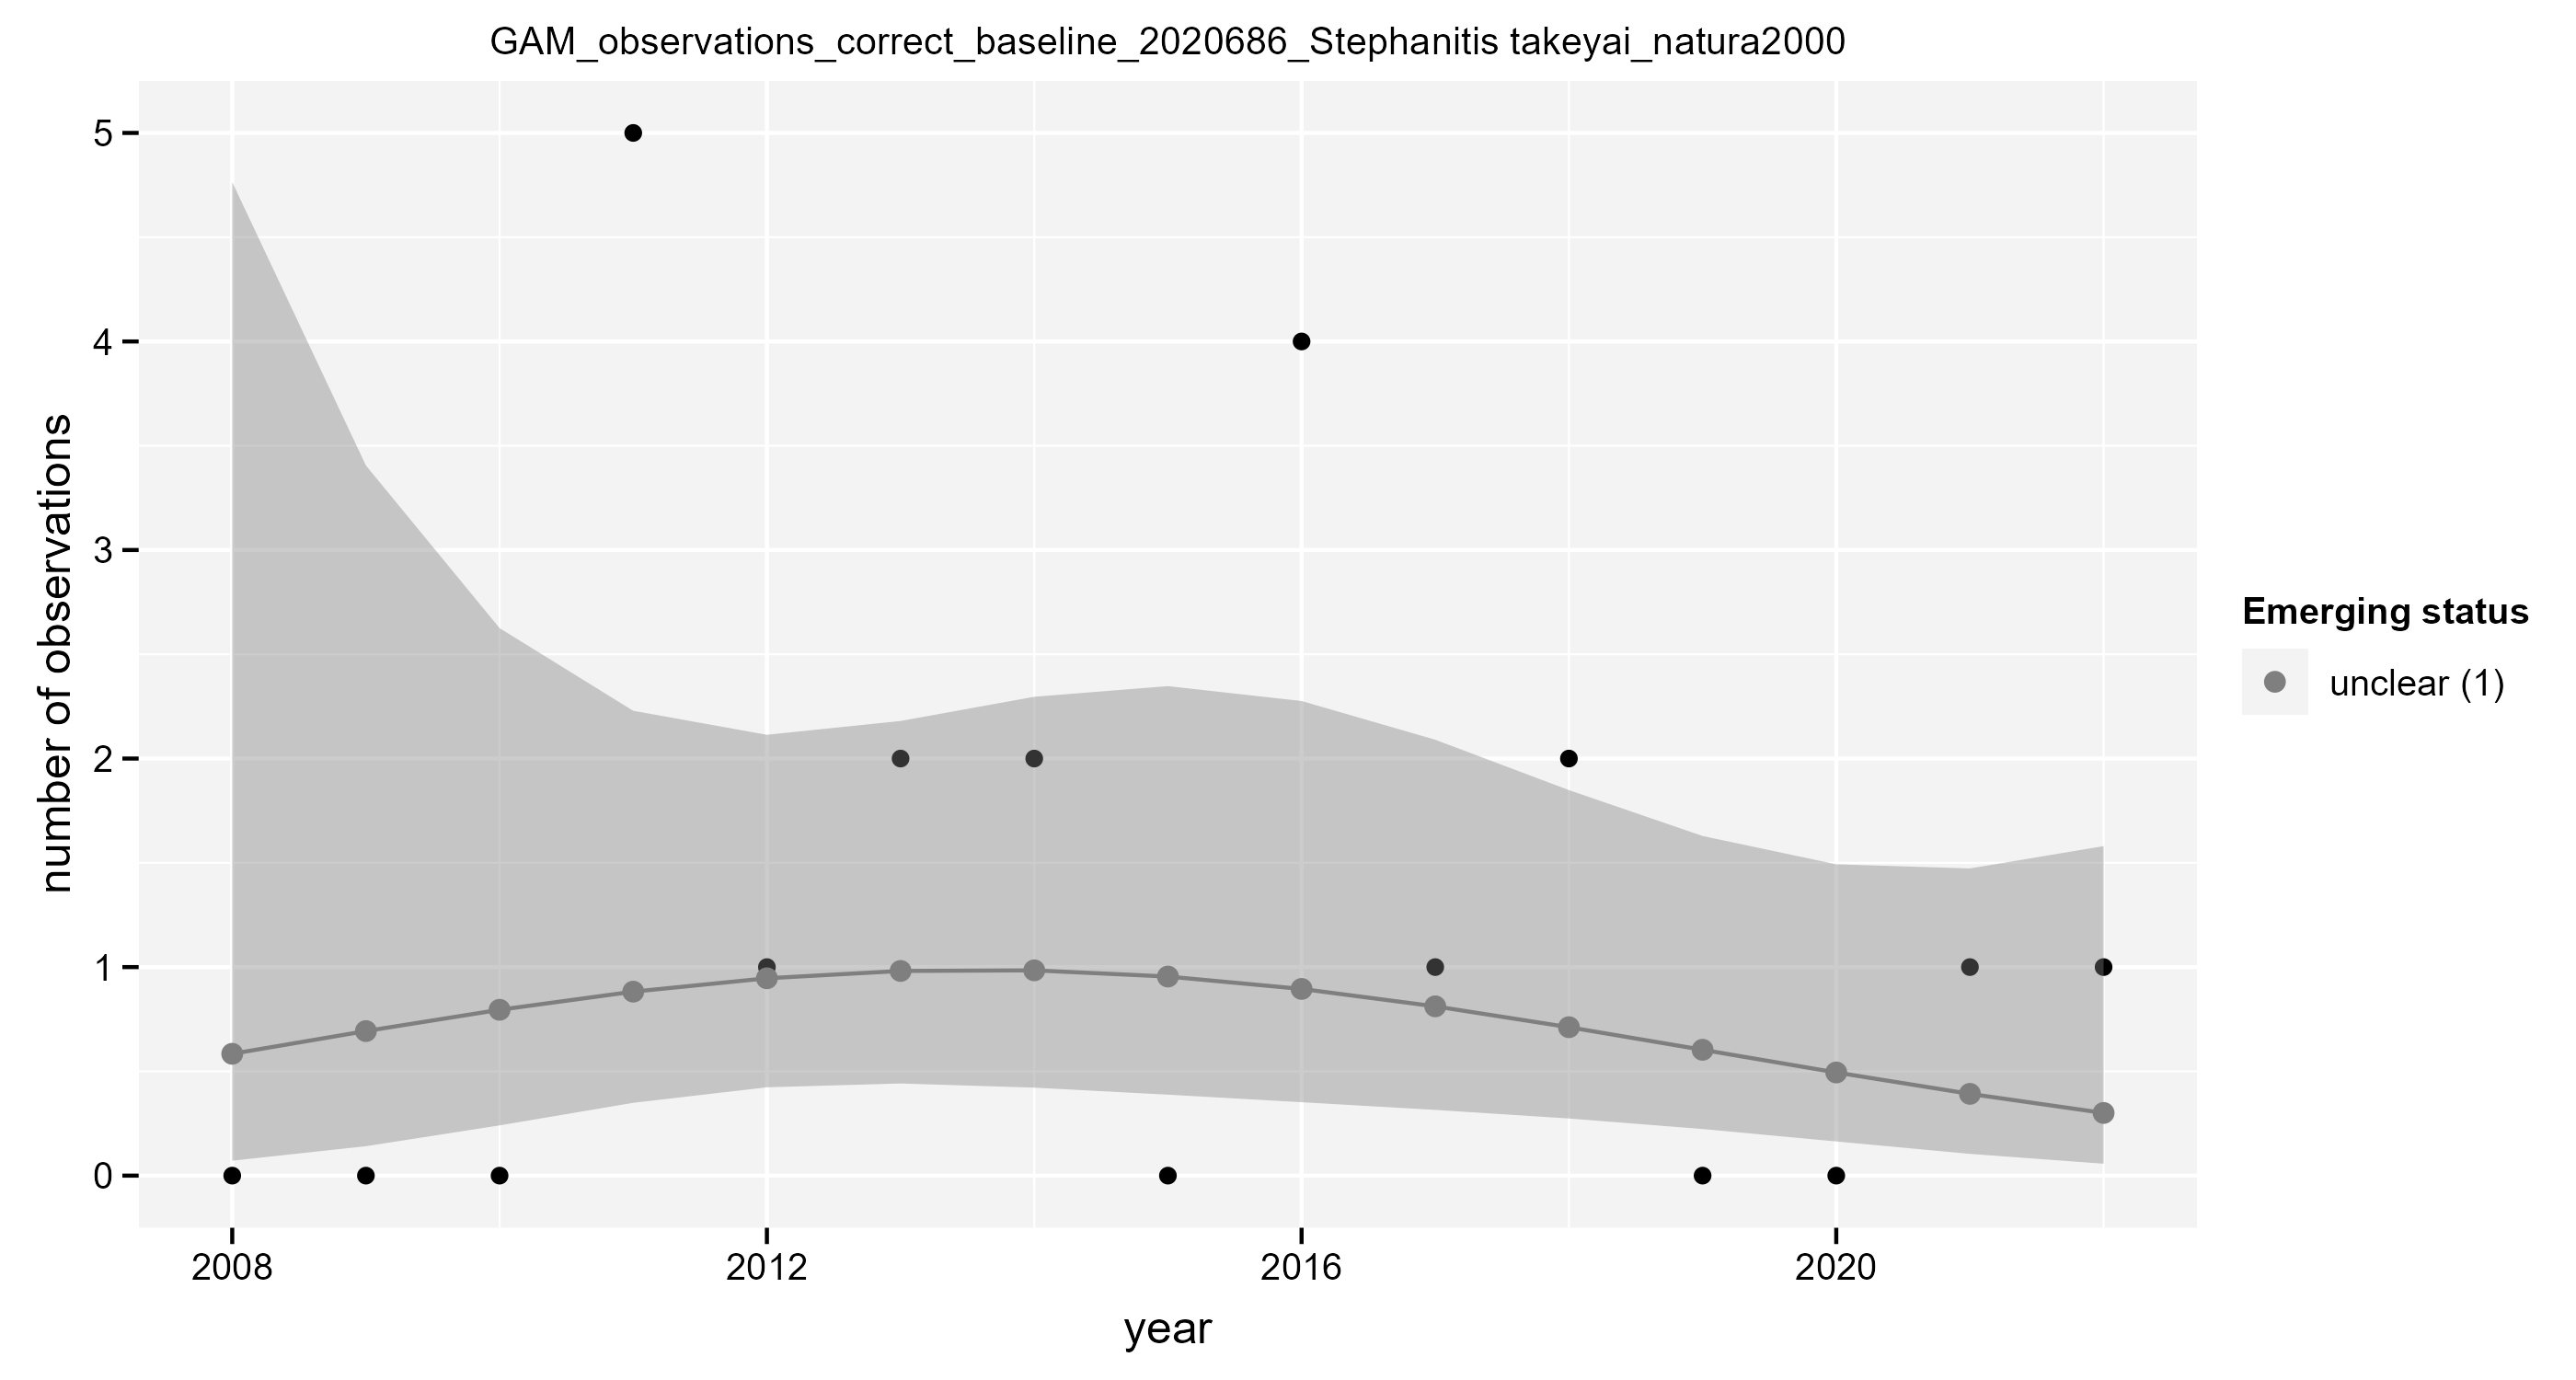 GAM_observations_correct_baseline_2020686_Stephanitis takeyai_natura2000
number of observations
5
4
3
2
1
0
2008 2012 2016 2020
year
Emerging status
unclear (1)